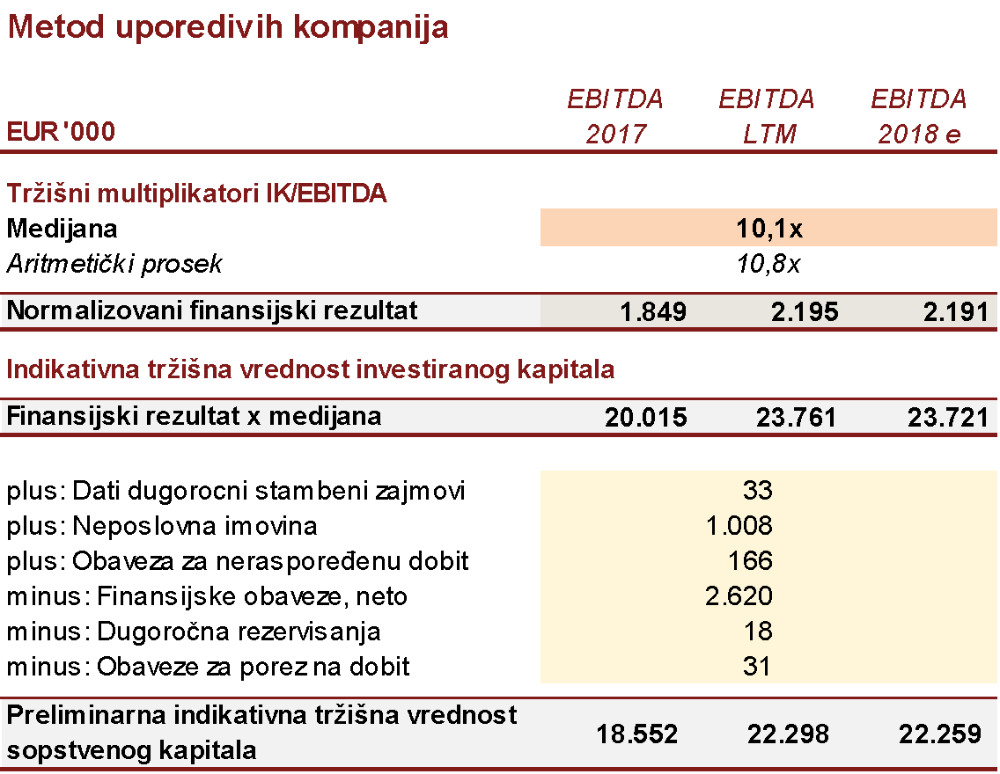 Metod uporedivih kompanija
EBITDA EBITDA EBITDA
EUR '000 2017 LTM 2018 e
Tržišni multiplikatori IK/EBITDA
Medijana 10,1x
Aritmetički prosek 10,8x
Normalizovani finansijski rezultat 1.849 2.195 2.191
Indikativna tržišna vrednost investiranog kapitala
Finansijski rezultat x medijana 20.015 23.761 23.721
plus: Dati dugorocni stambeni zajmovi 33
plus: Neposlovna imovina 1.008
plus: Obaveza za neraspoređenu dobit 166
minus: Finansijske obaveze, neto 2.620
minus: Dugoročna rezervisanja 18
minus: Obaveze za porez na dobit 31
Preliminarna indikativna tržišna vrednost
sopstvenog kapitala 18.552 22.298 22.259